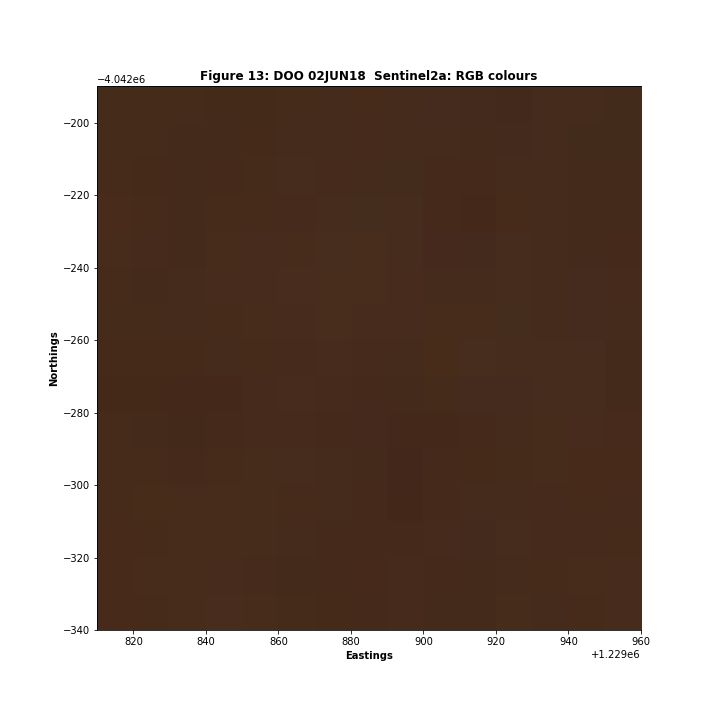 Figure 13: DOO 02JUN18  Sentinel2a: RGB colours
−4.042e6
−200
−220
−240
−260
−280
−300
−320
−340
Northings
820 840 860 880 900 920 940 960
Eastings
+1.229e6